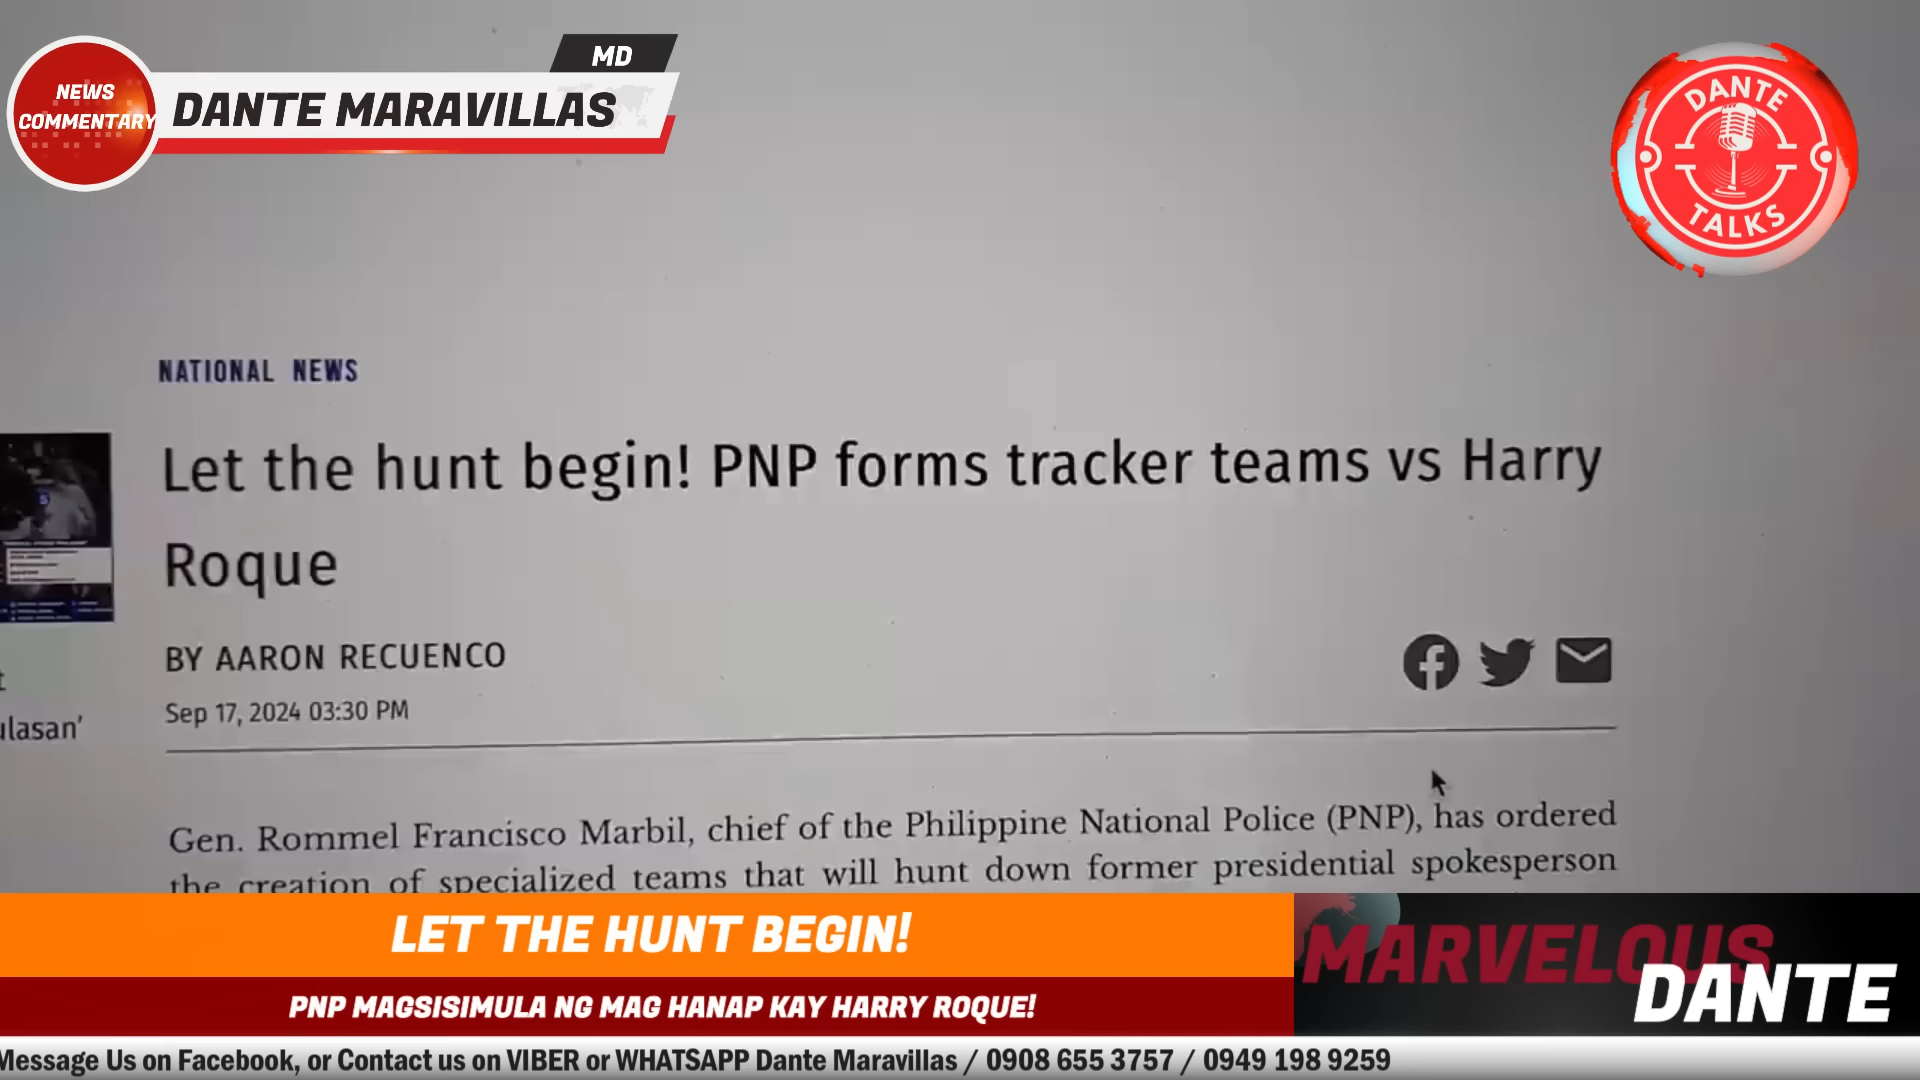 NEWS
COMMENTARY
MD
DANTE MARAVILLAS
DANTE
TALKS
NATIONAL NEWS
Let the hunt begin! PNP forms tracker teams vs Harry
Roque
BY AARON RECUENCO
Sep 17, 2024 03:30 PM
ulasan'
Gen. Rommel Francisco Marbil, chief of the Philippine National Police (PNP), has ordered
the creation of specialized teams that will hunt down former presidential spokesperson
LET THE HUNT BEGIN!
MARVELOUS
DANTE
PNP MAGSISIMULA NG MAG HANAP KAY HARRY ROQUE!
Message Us on Facebook, or Contact us on VIBER or WHATSAPP Dante Maravillas / 0908 655 3757 / 0949 198 9259